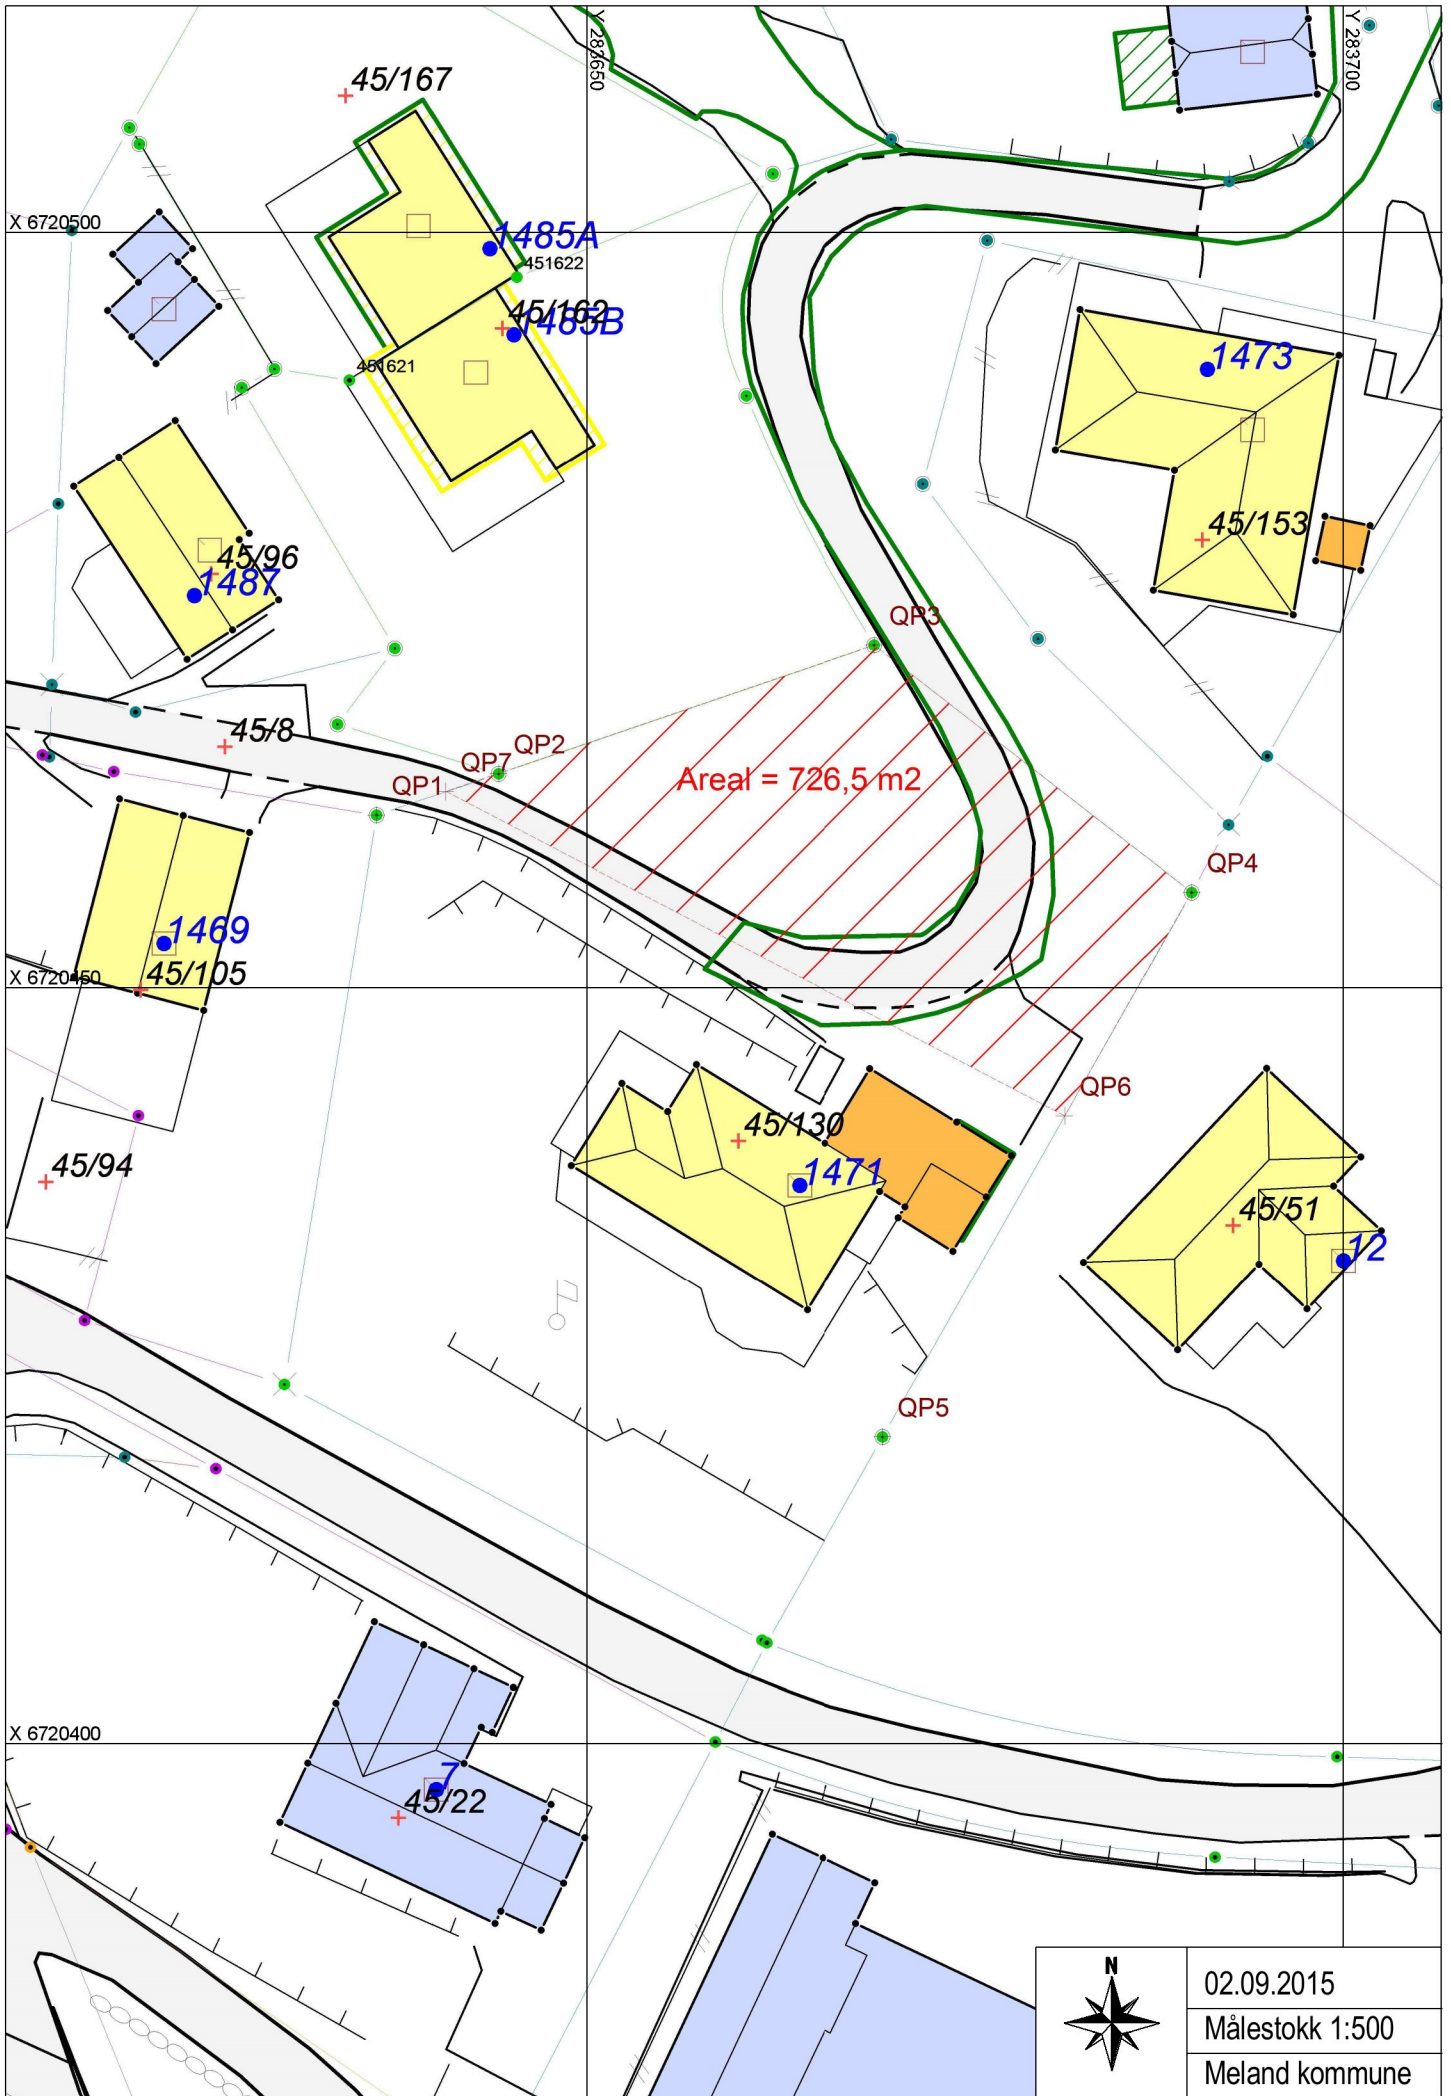 Y 283650
Y 283700
45/167
X 6720500
1485A
451622
45/162
1485B
451621
1473
45/153
45/96
1487
QP3
45/8
QP2
QP7
QP1
Areal = 726,5 m2
QP4
1469
45/105
X 6720450
QP6
45/130
45/94
1471
45/51
12
QP5
X 6720400
7
45/22
N
02.09.2015
Målestokk 1:500
Meland kommune